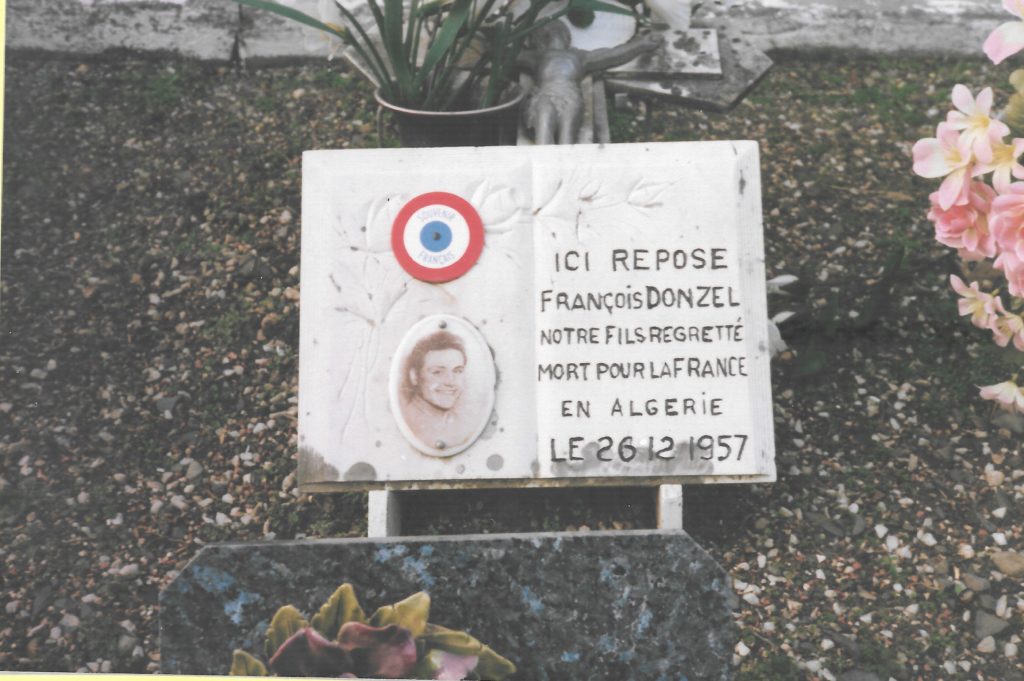 SOUVENIR
FRANÇAIS
ICI REPOSE
FRANÇOIS DONZEL
NOTRE FILS REGRETTÉ
MORT POUR LA FRANCE
EN ALGERIE
LE 26 12 1957